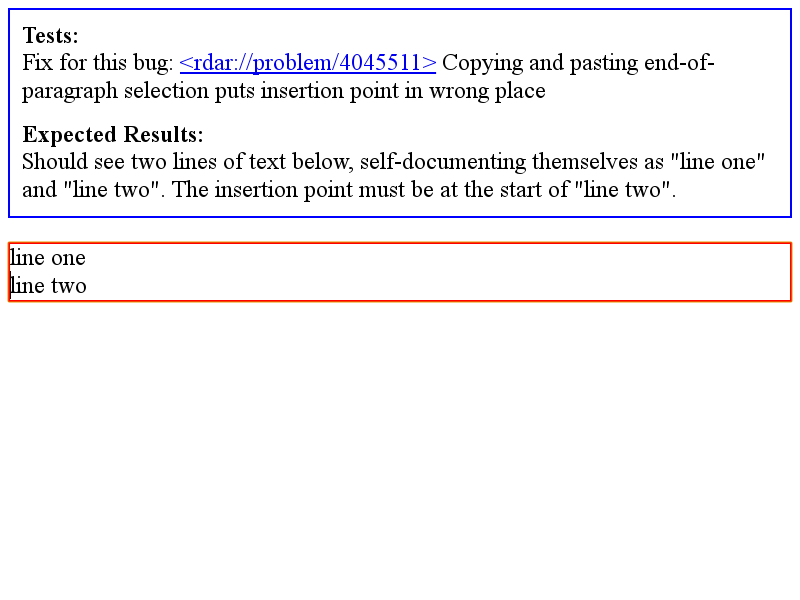 Tests:
Fix for this bug: <rdar://problem/4045511> Copying and pasting end-of-
paragraph selection puts insertion point in wrong place
Expected Results:
Should see two lines of text below, self-documenting themselves as "line one"
and "line two". The insertion point must be at the start of "line two".
line one
line two